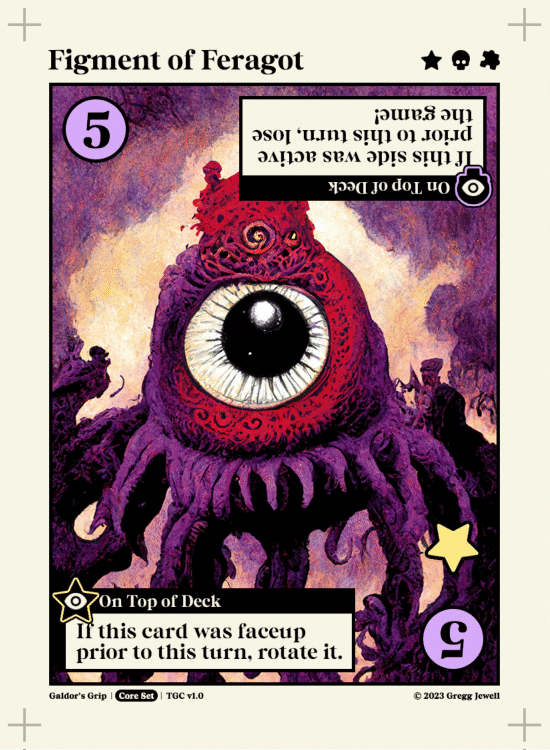 Figment of Feragot
5
If this side was active
prior to this turn, lose
the game!
On Top of Deck
On Top of Deck
If this card was faceup
prior to this turn, rotate it.
5
Galdor's Grip | Core Set | TGC v1.0
© 2023 Gregg Jewell